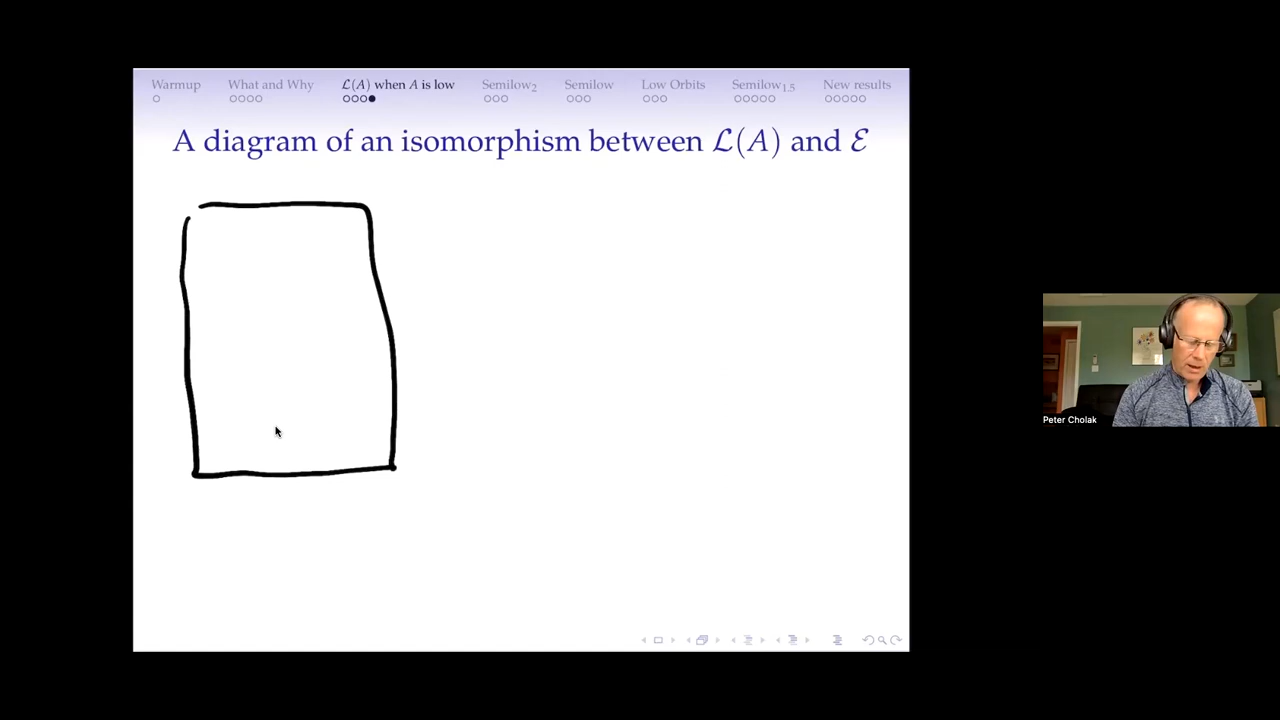 Warmup What and Why ℒ(A) when A is low Semilow₂ Semilow Low Orbits Semilow₁.₅ New results
A diagram of an isomorphism between ℒ(A) and ℰ
Peter Cholak